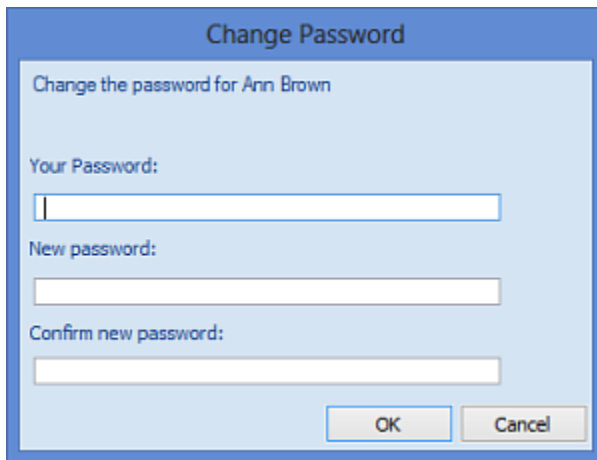 Change Password
Change the password for Ann Brown
Your Password:
New password:
Confirm new password:
OK Cancel